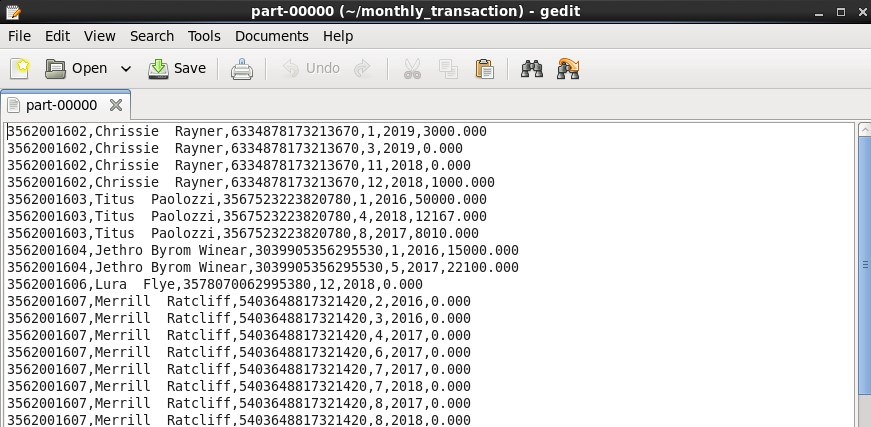 part-00000 (~/monthly_transaction) - gedit
File Edit View Search Tools Documents Help
Open Save Undo
part-00000
3562001602,Chrissie  Rayner,6334878173213670,1,2019,3000.000
3562001602,Chrissie  Rayner,6334878173213670,3,2019,0.000
3562001602,Chrissie  Rayner,6334878173213670,11,2018,0.000
3562001602,Chrissie  Rayner,6334878173213670,12,2018,1000.000
3562001603,Titus  Paolozzi,3567523223820780,1,2016,50000.000
3562001603,Titus  Paolozzi,3567523223820780,4,2018,12167.000
3562001603,Titus  Paolozzi,3567523223820780,8,2017,8010.000
3562001604,Jethro Byrom Winear,3039905356295530,1,2016,15000.000
3562001604,Jethro Byrom Winear,3039905356295530,5,2017,22100.000
3562001606,Lura  Flye,3578070062995380,12,2018,0.000
3562001607,Merrill  Ratcliff,5403648817321420,2,2016,0.000
3562001607,Merrill  Ratcliff,5403648817321420,3,2016,0.000
3562001607,Merrill  Ratcliff,5403648817321420,4,2017,0.000
3562001607,Merrill  Ratcliff,5403648817321420,6,2017,0.000
3562001607,Merrill  Ratcliff,5403648817321420,7,2017,0.000
3562001607,Merrill  Ratcliff,5403648817321420,7,2018,0.000
3562001607,Merrill  Ratcliff,5403648817321420,8,2017,0.000
3562001607,Merrill  Ratcliff,5403648817321420,8,2018,0.000